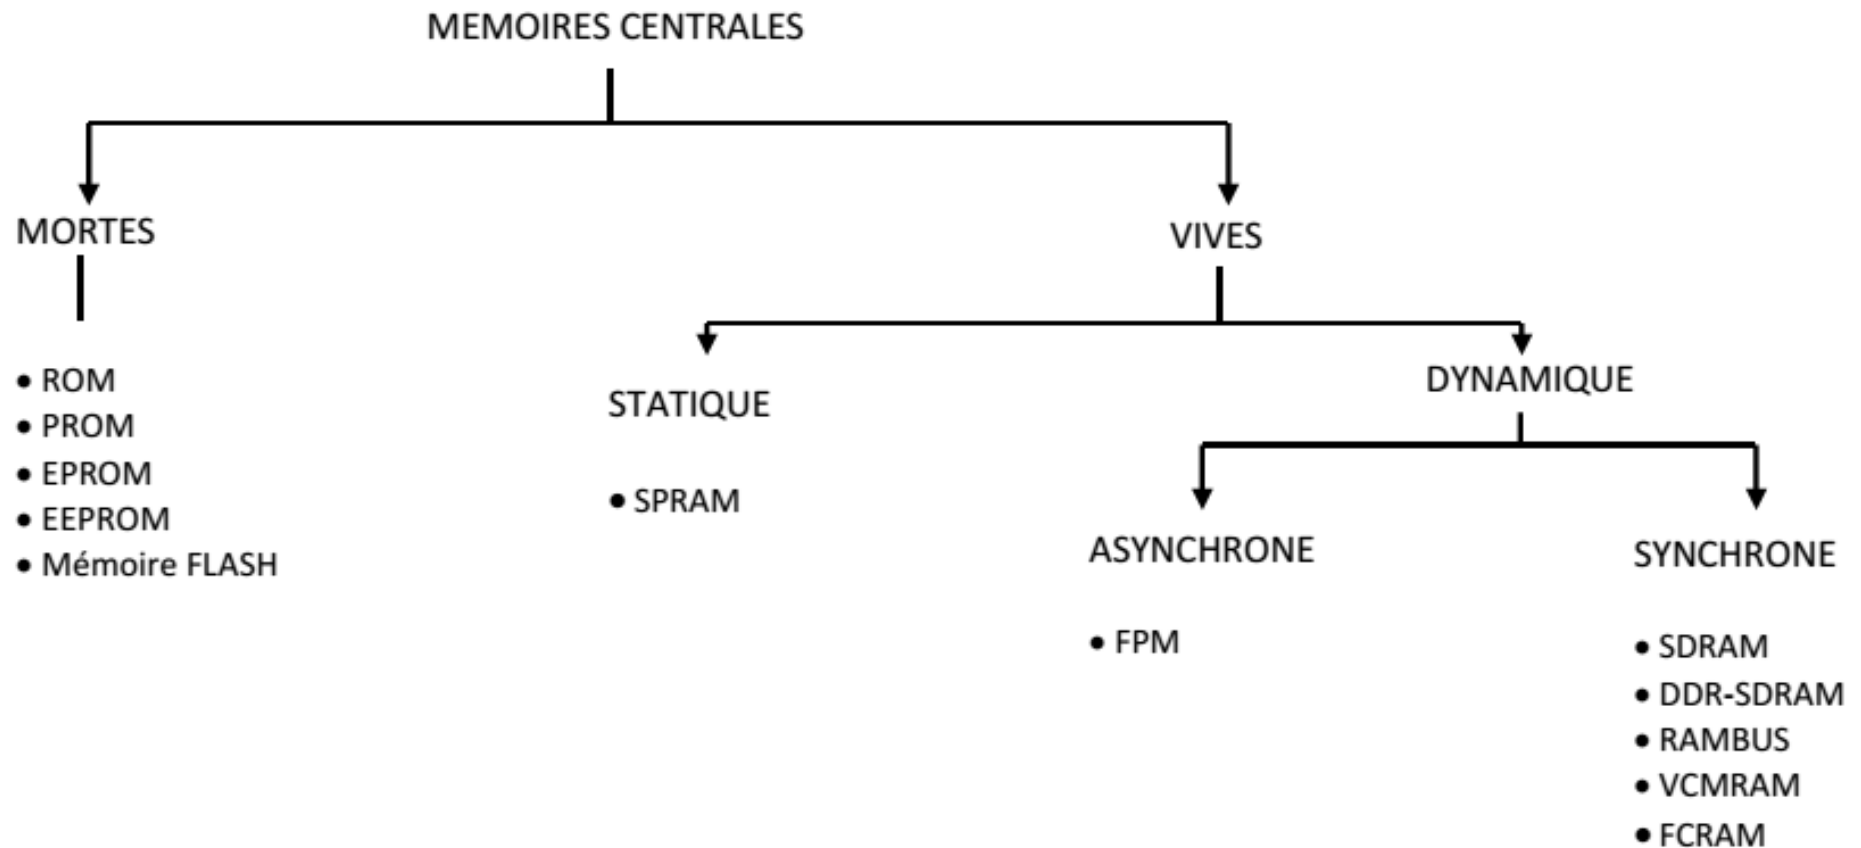 MEMOIRES CENTRALES
MORTES
• ROM
• PROM
• EPROM
• EEPROM
• Mémoire FLASH
VIVES
STATIQUE
• SPRAM
DYNAMIQUE
ASYNCHRONE
• FPM
SYNCHRONE
• SDRAM
• DDR-SDRAM
• RAMBUS
• VCMRAM
• FCRAM